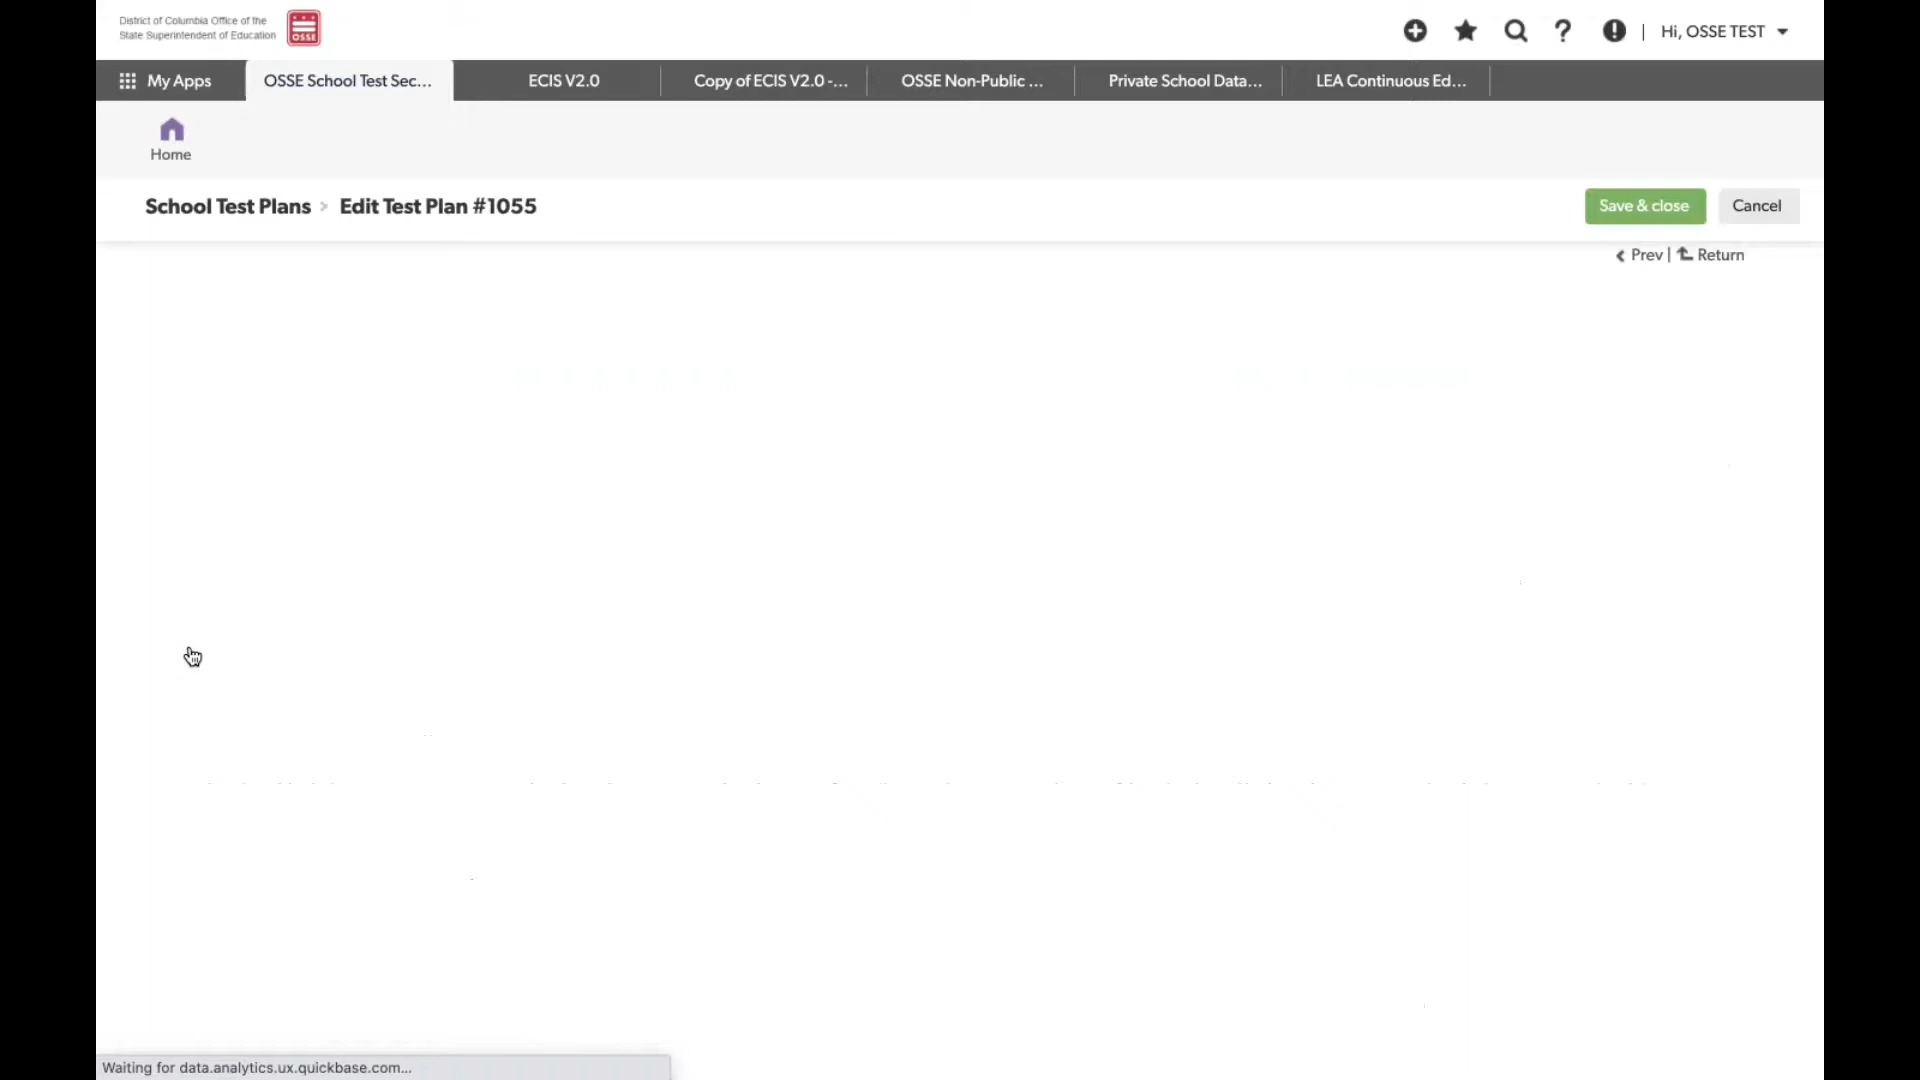 District of Columbia Office of the
State Superintendent of Education
OSSE
Hi, OSSE TEST
My Apps
OSSE School Test Sec...
ECIS V2.0
Copy of ECIS V2.0 -...
OSSE Non-Public ...
Private School Data...
LEA Continuous Ed...
Home
School Test Plans > Edit Test Plan #1055
Save & close
Cancel
Prev | Return
Waiting for data.analytics.ux.quickbase.com...